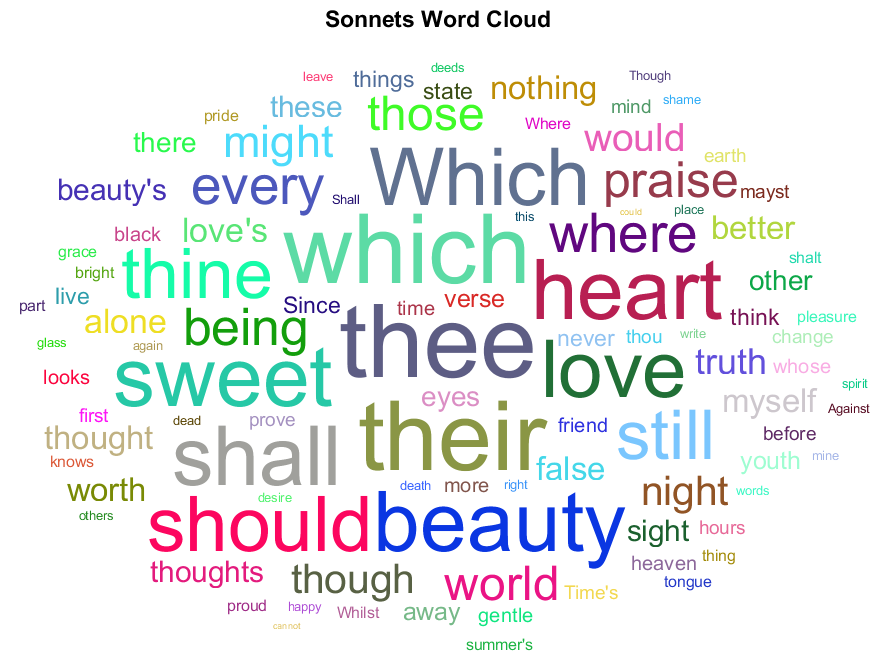 Sonnets Word Cloud
deeds
leave things Though
state nothing
these those mind shame
pride Where
there might would
earth
beauty's every Which praise mayst
Shall
could place
this
black love's which where better
grace
bright thine heart shalt
other
live
part Since time verse think pleasure
alone being thee never thou write change
glass again
sweet love truth whose
looks spirit
eyes myself
first dead prove their friend still Against
thought shall before
knows false youth mine
worth death more right night words
desire
others should beauty sight hours
heaven thing
thoughts though world tongue
Time's
proud happy Whilst away gentle
cannot
summer's